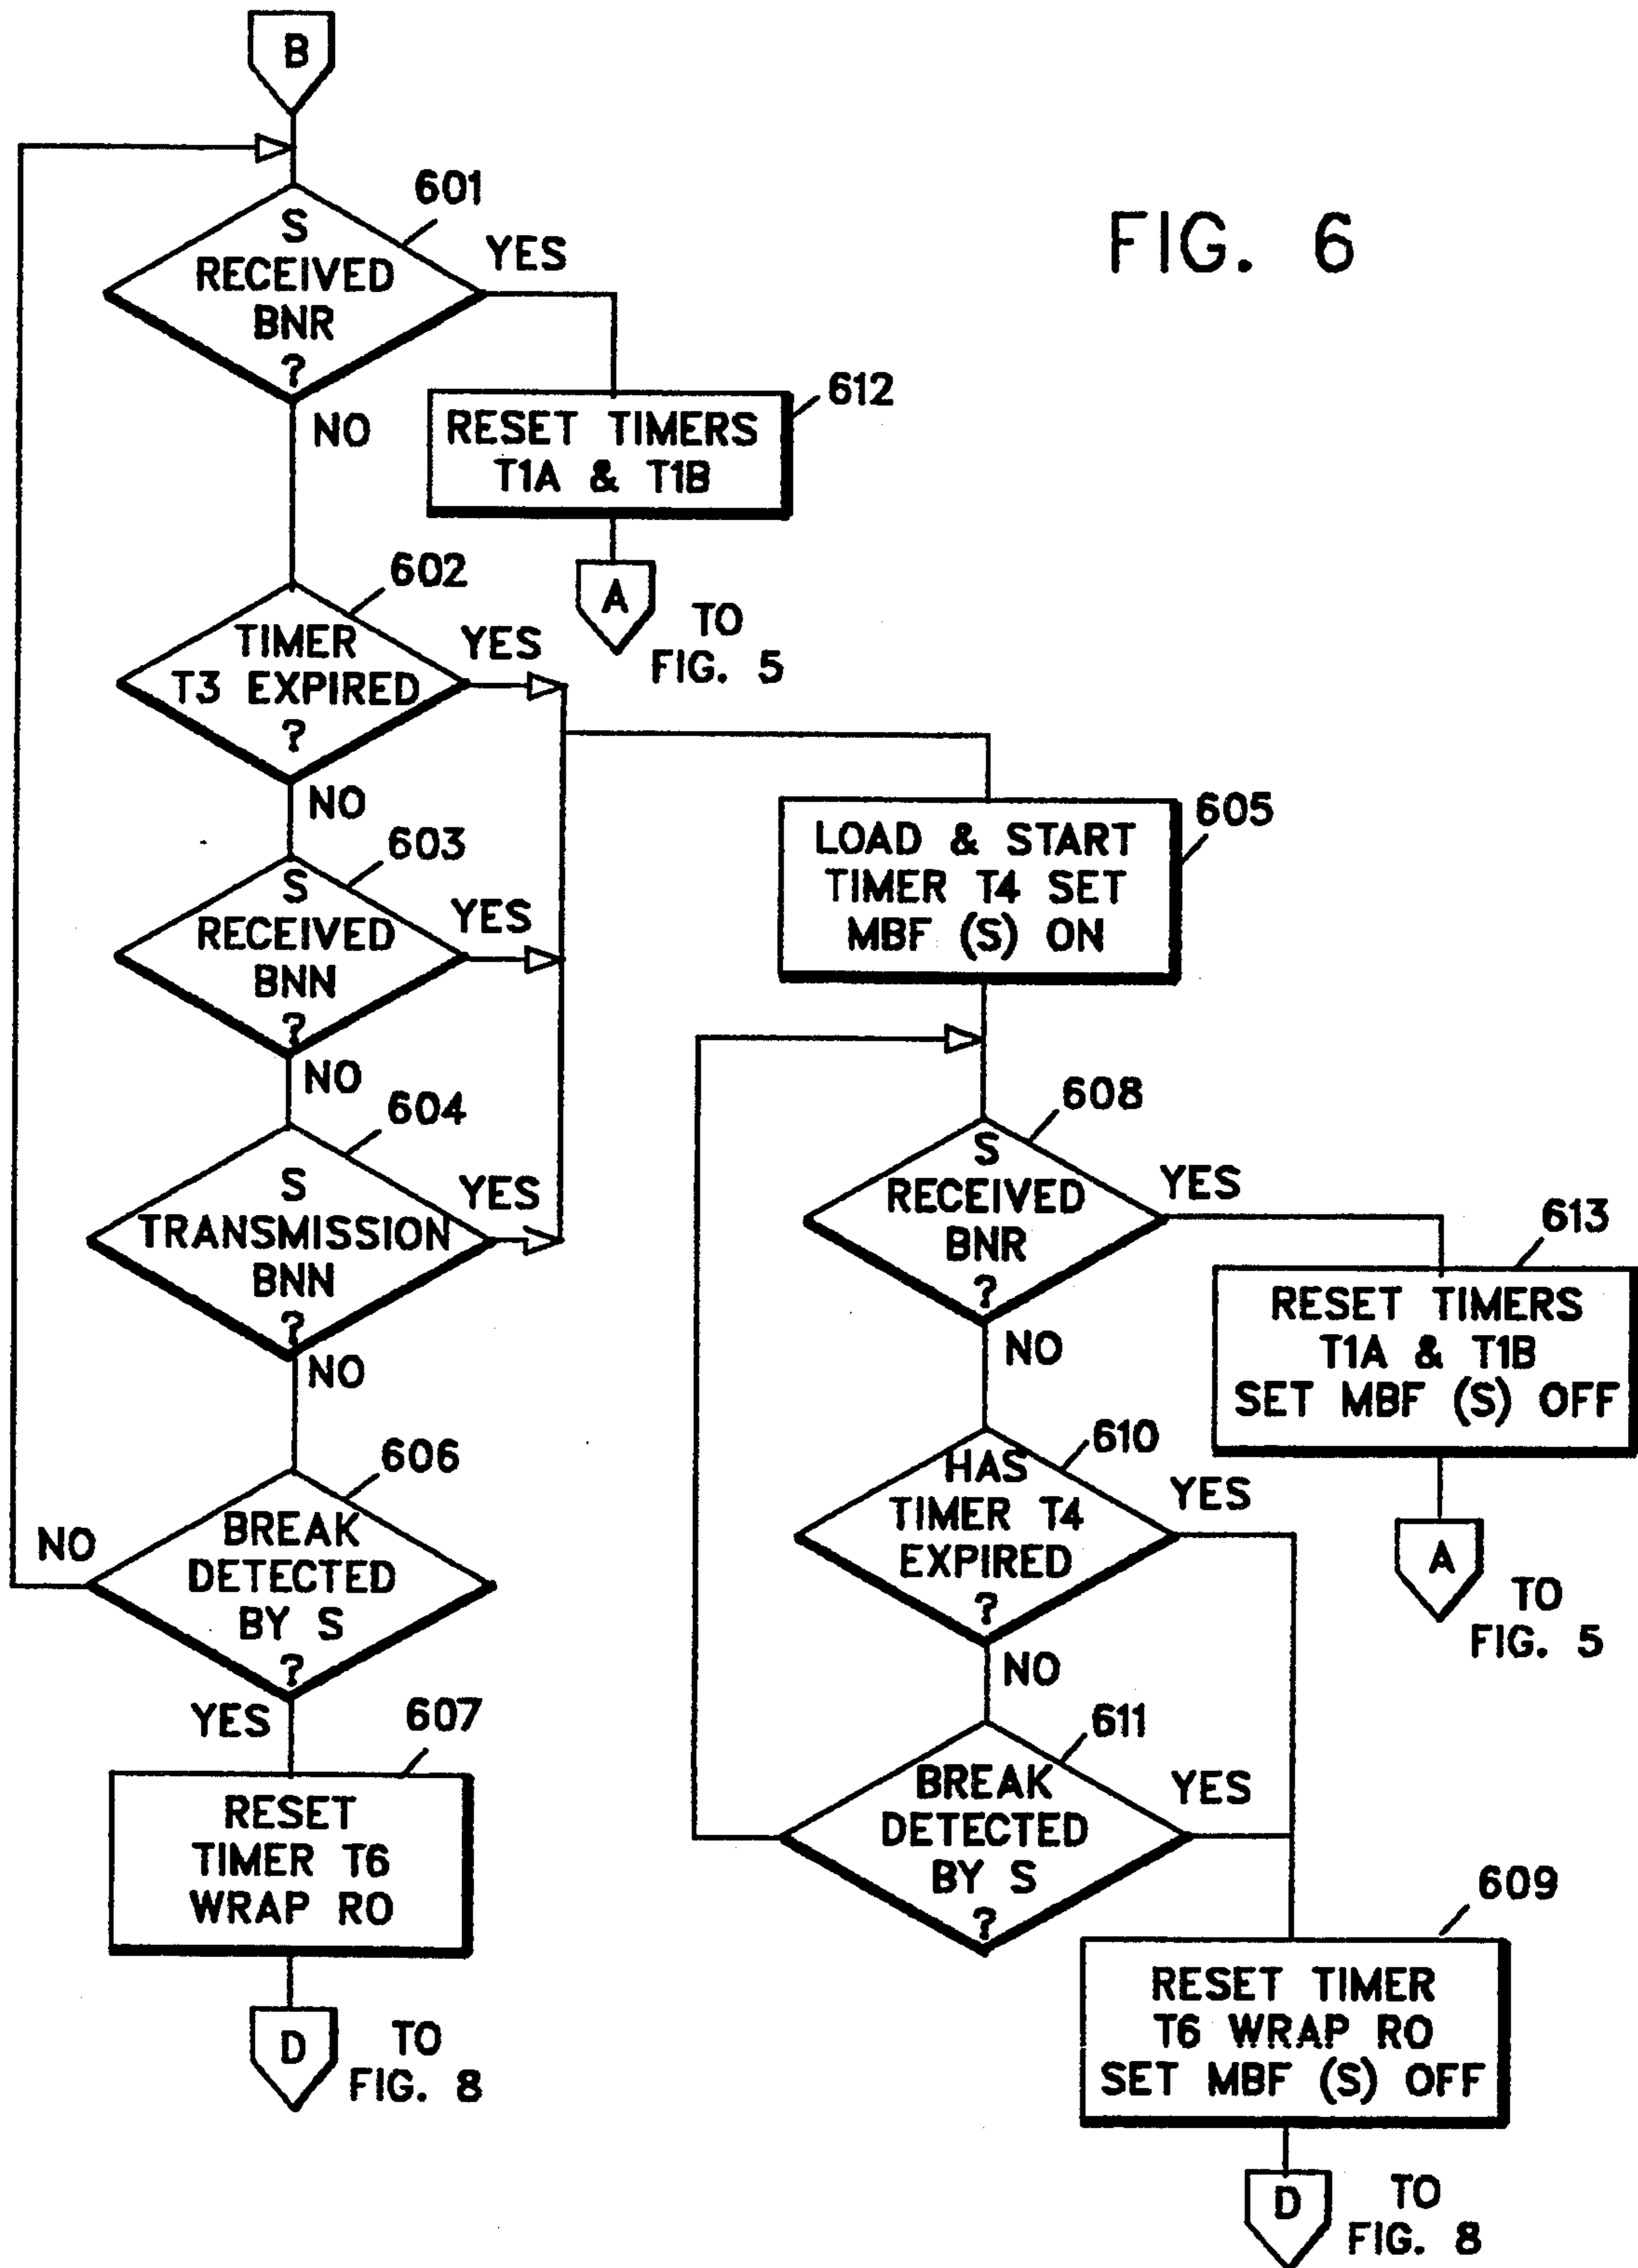 B
FIG. 6
601
S
RECEIVED
BNR
?
YES
NO
612
RESET TIMERS
T1A & T1B
A
TO
FIG. 5
602
TIMER
T3 EXPIRED
?
YES
NO
603
S
RECEIVED
BNN
?
YES
NO
604
S
TRANSMISSION
BNN
?
YES
NO
606
BREAK
DETECTED
BY S
?
NO
YES
607
RESET
TIMER T6
WRAP RO
D
TO
FIG. 8
605
LOAD & START
TIMER T4 SET
MBF (S) ON
608
S
RECEIVED
BNR
?
YES
NO
613
RESET TIMERS
T1A & T1B
SET MBF (S) OFF
A
TO
FIG. 5
610
HAS
TIMER T4
EXPIRED
?
YES
NO
611
BREAK
DETECTED
BY S
?
YES
609
RESET TIMER
T6 WRAP RO
SET MBF (S) OFF
D
TO
FIG. 8